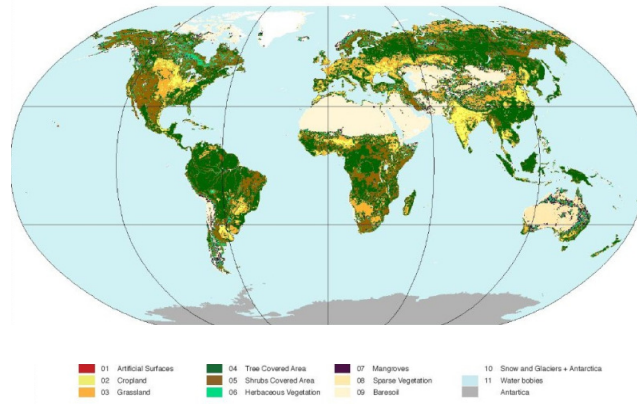 01 Artificial Surfaces 04 Tree Covered Area 07 Mangroves 10 Snow and Glaciers + Antarctica
02 Cropland 05 Shrubs Covered Area 08 Sparse Vegetation 11 Water bobies
03 Grassland 06 Herbaceous Vegetation 09 Baresoil Antartica